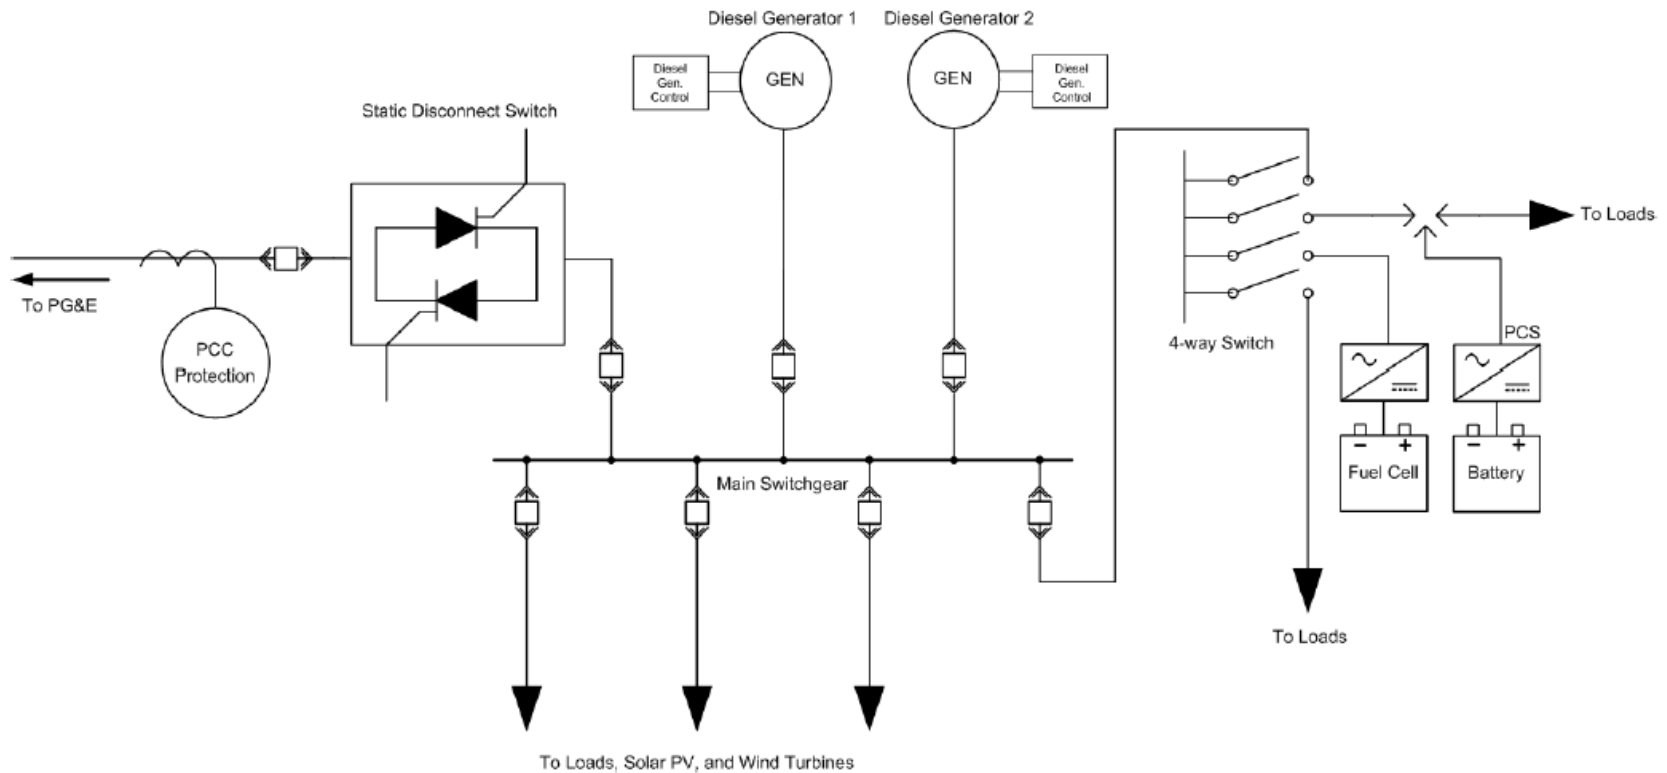 Diesel Generator 1
Diesel Generator 2
Diesel
Gen.
Control
GEN
GEN
Diesel
Gen.
Control
Static Disconnect Switch
To Loads
To PG&E
PCC
Protection
4-way Switch
PCS
Main Switchgear
− +
Fuel Cell
− +
Battery
To Loads
To Loads, Solar PV, and Wind Turbines